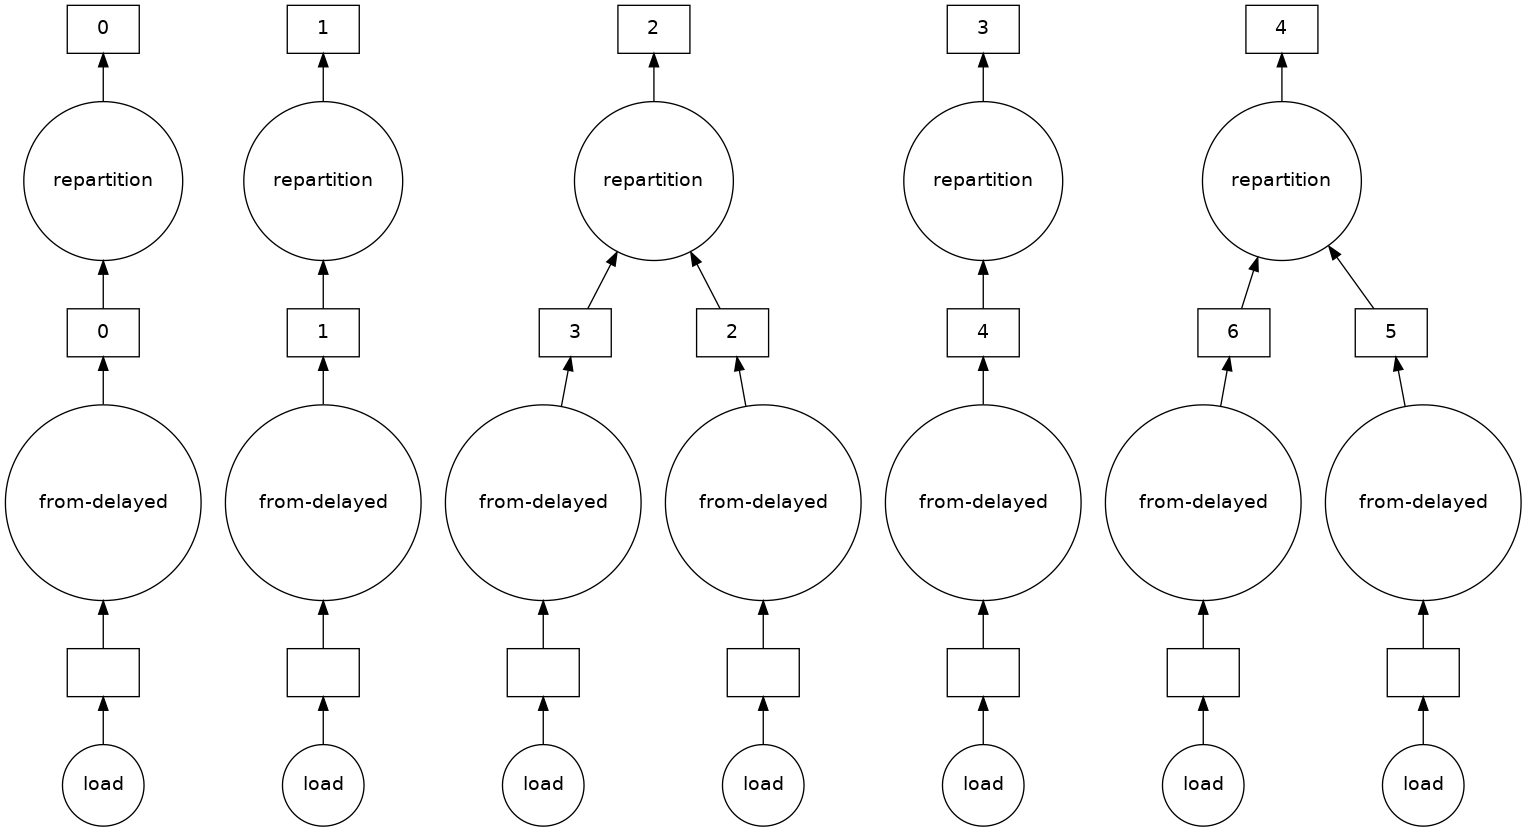 0 1 2 3 4
repartition repartition repartition repartition repartition
0 1 3 2 4 6 5
from-delayed from-delayed from-delayed from-delayed from-delayed from-delayed from-delayed
load load load load load load load